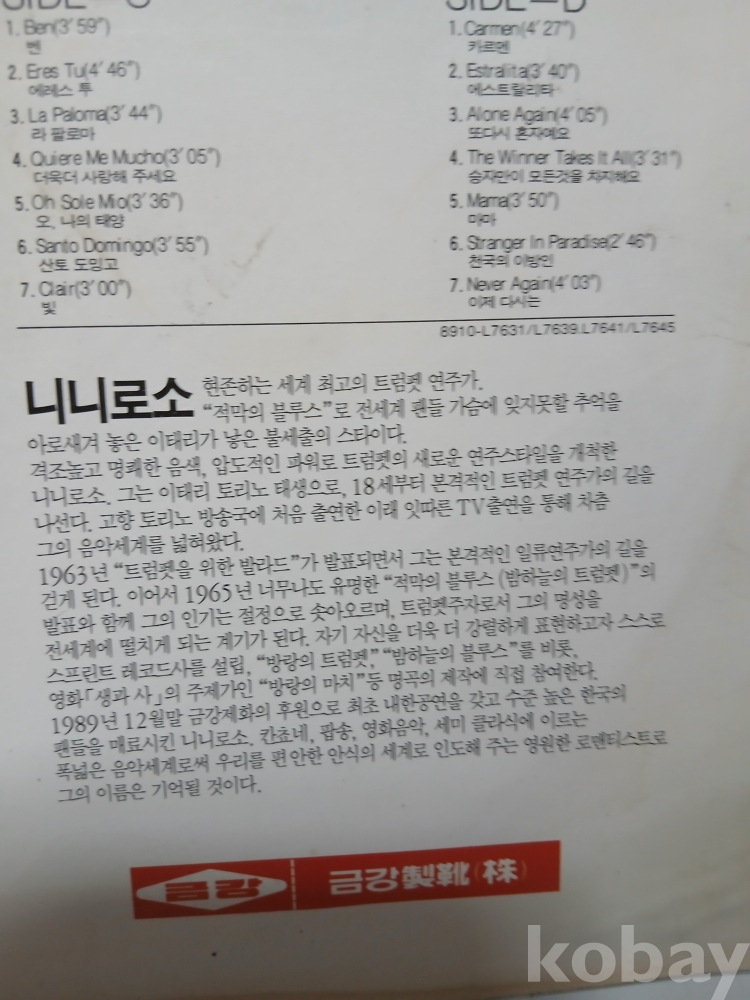 SIDE-C
1. Ben(3′ 59″)
벤
2. Eres Tu(4′ 46″)
에레스 투
3. La Paloma(3′ 44″)
라 팔로마
4. Quiere Me Mucho(3′ 05″)
더욱더 사랑해 주세요
5. Oh Sole Mio(3′ 36″)
오, 나의 태양
6. Santo Domingo(3′ 55″)
산토 도밍고
7. Clair(3′ 00″)
빛
SIDE-D
1. Carmen(4′ 27″)
카르멘
2. Estralita(3′ 40″)
에스트랄리타
3. Alone Again(4′ 05″)
또다시 혼자예요
4. The Winner Takes It All(3′ 31″)
승자만이 모든것을 차지해요
5. Mama(3′ 50″)
마마
6. Stranger In Paradise(2′ 46″)
천국의 이방인
7. Never Again(4′ 03″)
이제 다시는
8910-L7631/L7639.L7641/L7645
니니로소 현존하는 세계 최고의 트럼펫 연주가.
“적막의 블루스”로 전세계 팬들 가슴에 잊지못할 추억을
아로새겨 놓은 이태리가 낳은 불세출의 스타이다.
격조높고 명쾌한 음색, 압도적인 파워로 트럼펫의 새로운 연주스타일을 개척한
니니로소. 그는 이태리 토리노 태생으로, 18세부터 본격적인 트럼펫 연주가의 길을
나선다. 고향 토리노 방송국에 처음 출연한 이래 잇따른 TV출연을 통해 차츰
그의 음악세계를 넓혀왔다.
1963년 “트럼펫을 위한 발라드”가 발표되면서 그는 본격적인 일류연주가의 길을
걷게 된다. 이어서 1965년 너무나도 유명한 “적막의 블루스 (밤하늘의 트럼펫)”의
발표와 함께 그의 인기는 절정으로 솟아오르며, 트럼펫주자로서 그의 명성을
전세계에 떨치게 되는 계기가 된다. 자기 자신을 더욱 더 강렬하게 표현하고자 스스로
스프린트 레코드사를 설립, “방랑의 트럼펫,” “밤하늘의 블루스”를 비롯,
영화「생과 사」의 주제가인 “방랑의 마치”등 명곡의 제작에 직접 참여한다.
1989년 12월말 금강제화의 후원으로 최초 내한공연을 갖고 수준 높은 한국의
팬들을 매료시킨 니니로소. 칸쵸네, 팝송, 영화음악, 세미 클라식에 이르는
폭넓은 음악세계로써 우리를 편안한 안식의 세계로 인도해 주는 영원한 로맨티스트로
그의 이름은 기억될 것이다.
금강 금강製靴(株)
kobay